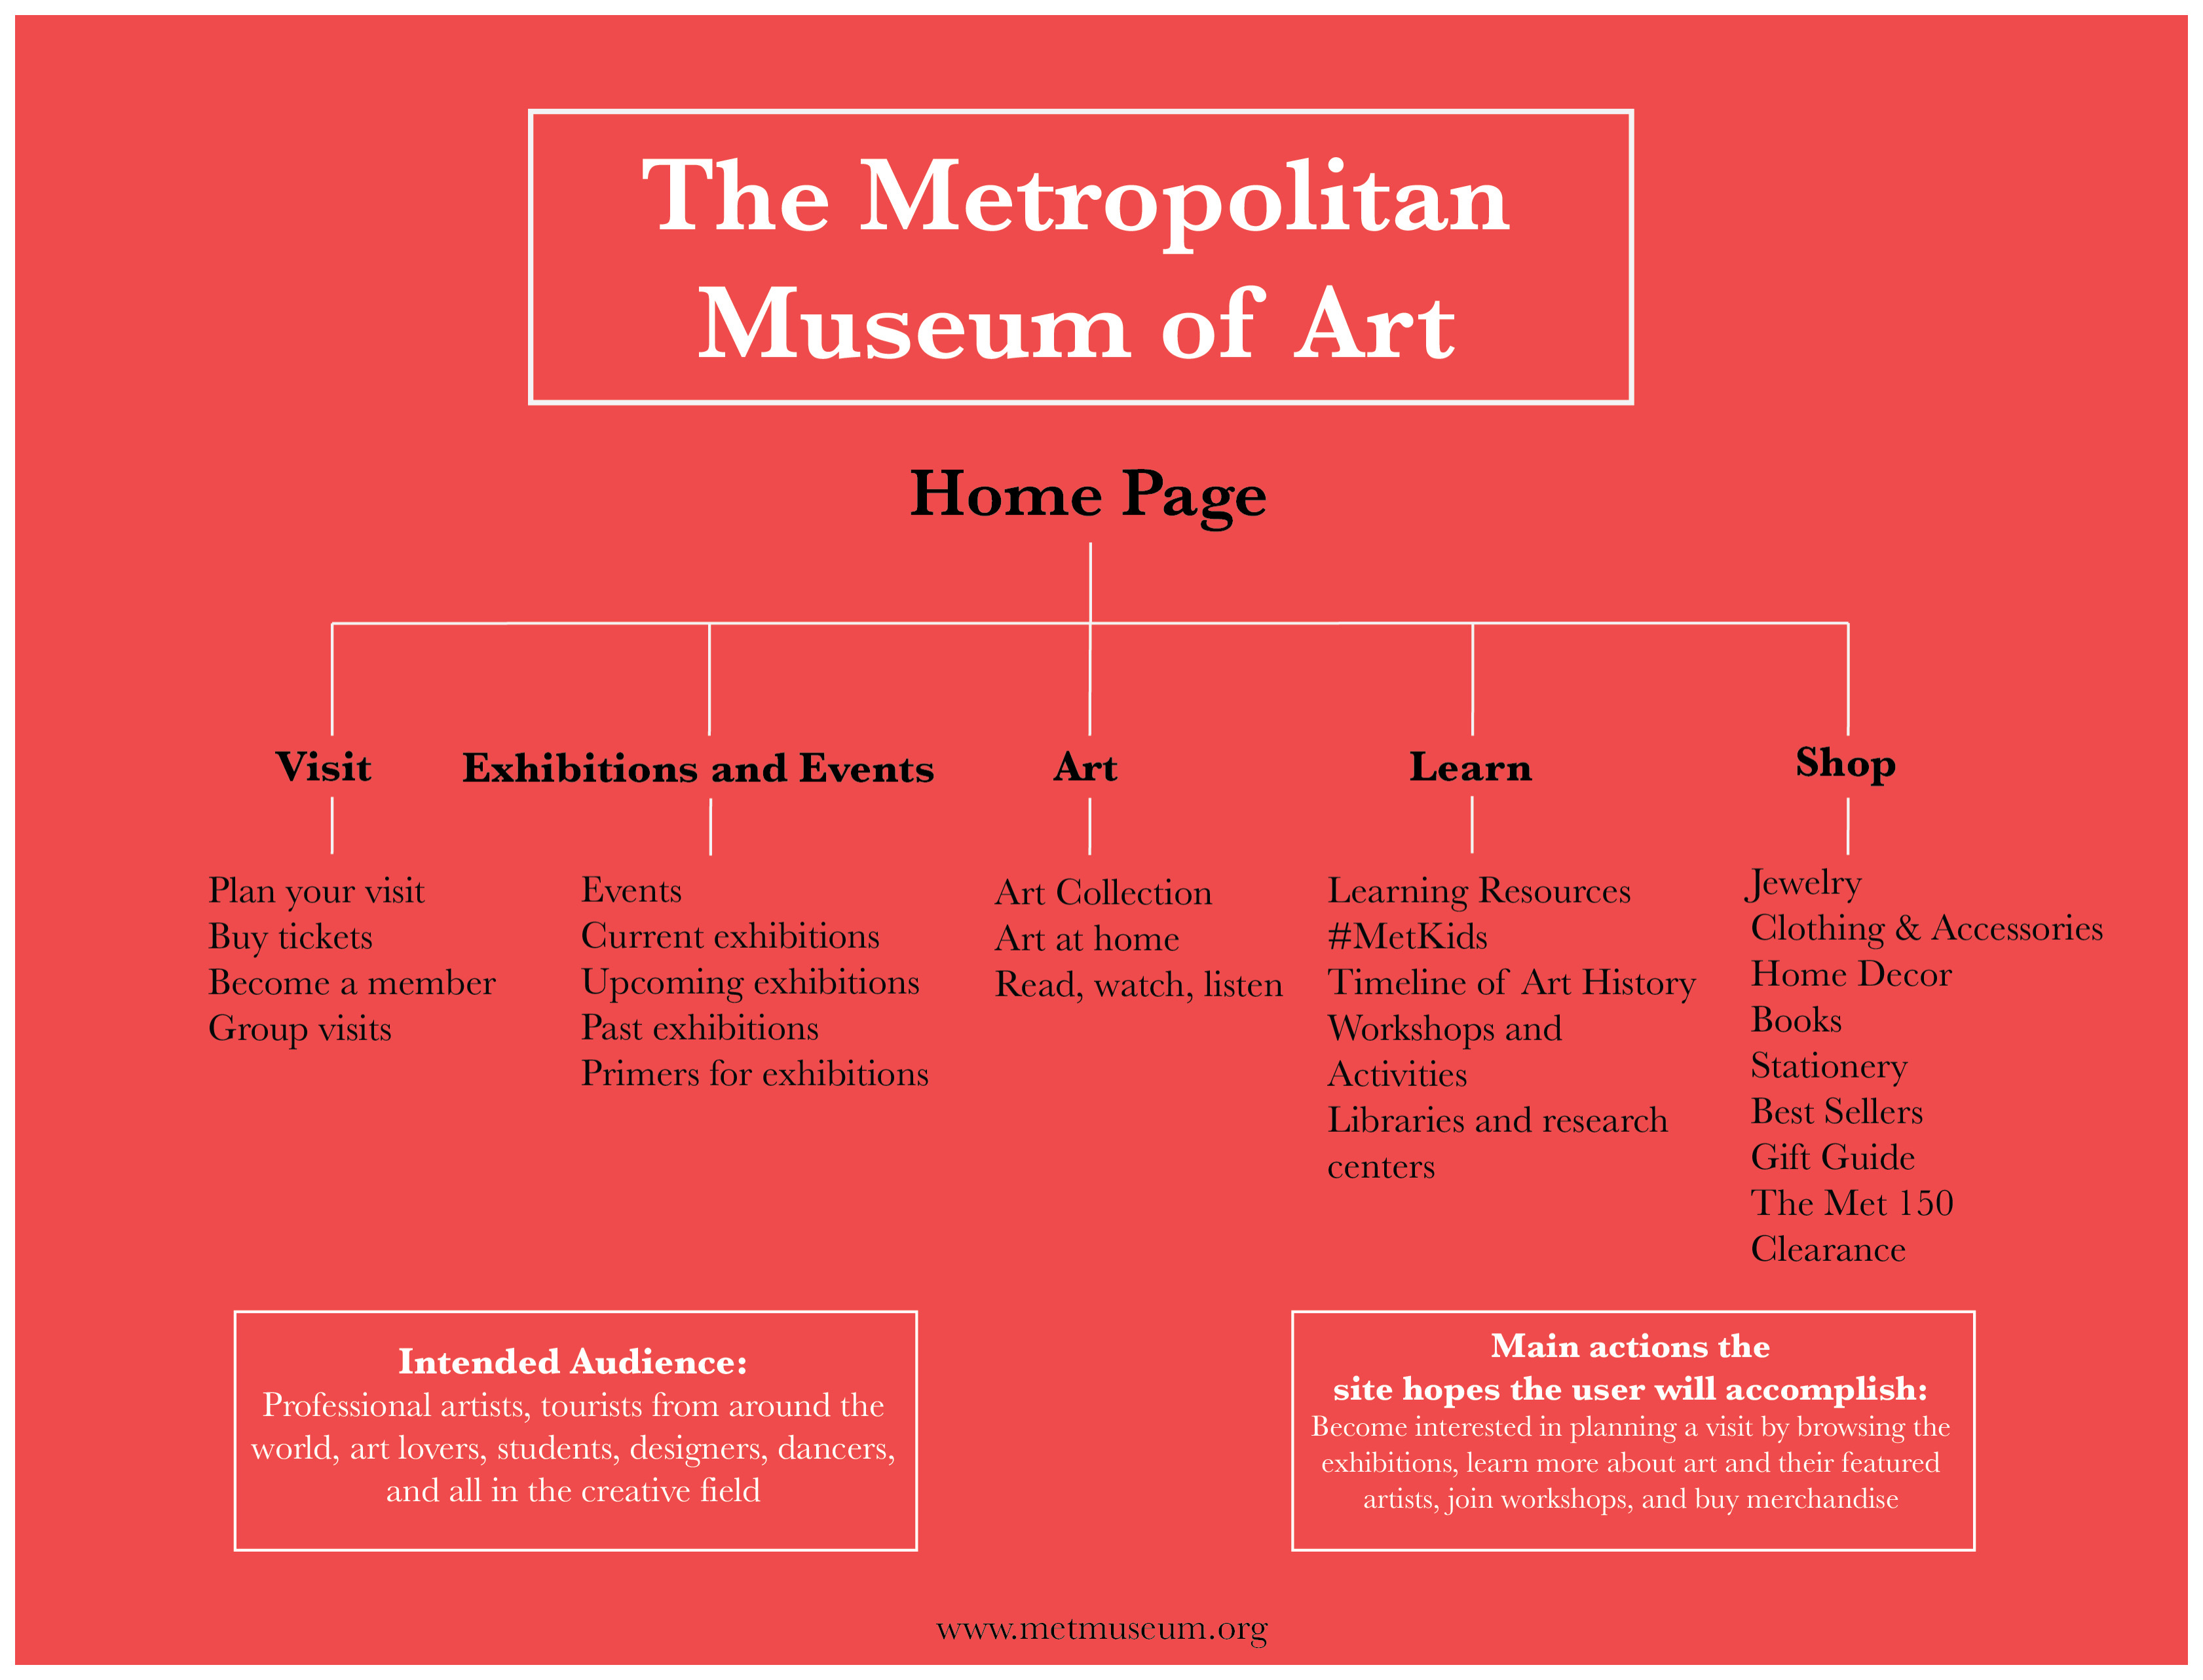 The Metropolitan
Museum of Art
Home Page
Visit
Exhibitions and Events
Art
Learn
Shop
Plan your visit
Buy tickets
Become a member
Group visits
Events
Current exhibitions
Upcoming exhibitions
Past exhibitions
Primers for exhibitions
Art Collection
Art at home
Read, watch, listen
Learning Resources
#MetKids
Timeline of Art History
Workshops and
Activities
Libraries and research
centers
Jewelry
Clothing & Accessories
Home Decor
Books
Stationery
Best Sellers
Gift Guide
The Met 150
Clearance
Intended Audience:
Professional artists, tourists from around the
world, art lovers, students, designers, dancers,
and all in the creative field
Main actions the
site hopes the user will accomplish:
Become interested in planning a visit by browsing the
exhibitions, learn more about art and their featured
artists, join workshops, and buy merchandise
www.metmuseum.org